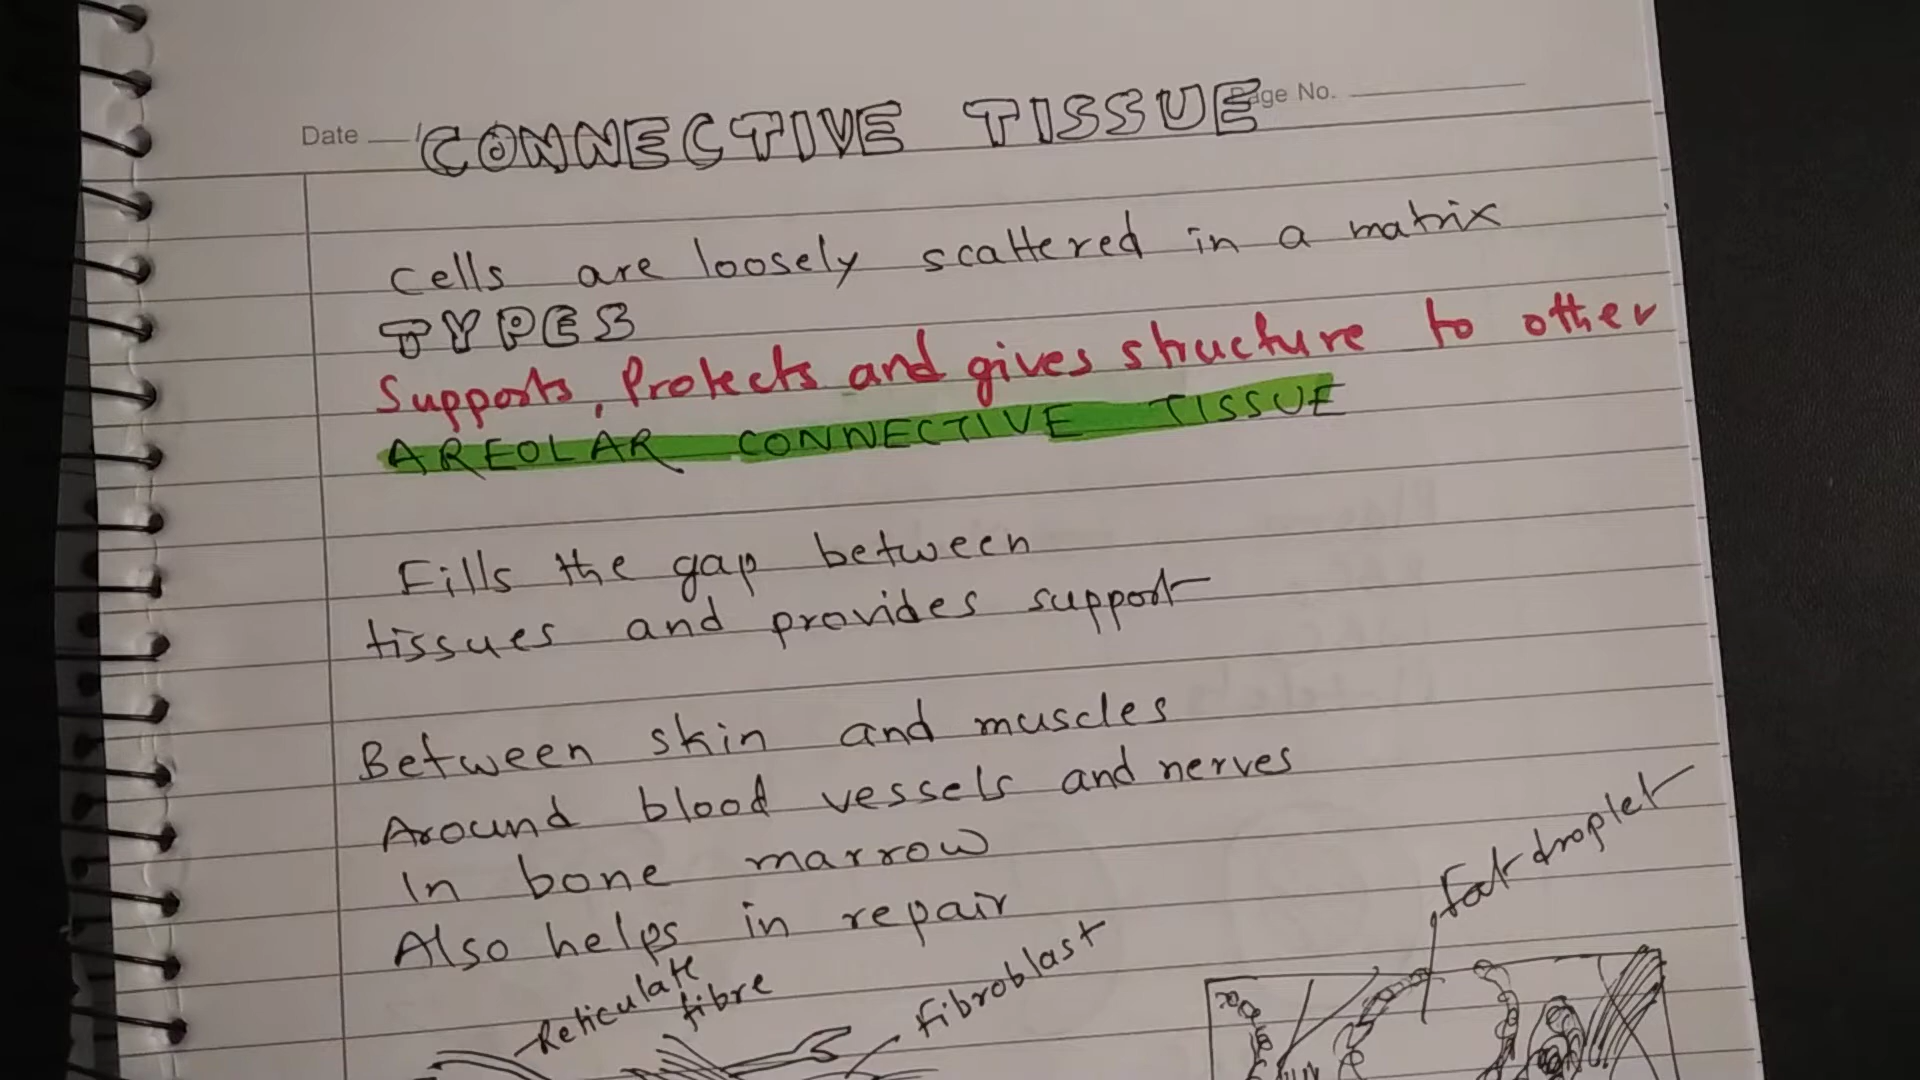 Date
Page No.
CONNECTIVE TISSUE
Cells are loosely scattered in a matrix
TYPES
Supports, Protects and gives structure to other
AREOLAR CONNECTIVE TISSUE
Fills the gap between
tissues and provides support
Between skin and muscles
Around blood vessels and nerves
In bone marrow
Also helps in repair
Reticulate
fibre
Fibroblast
Fat droplet